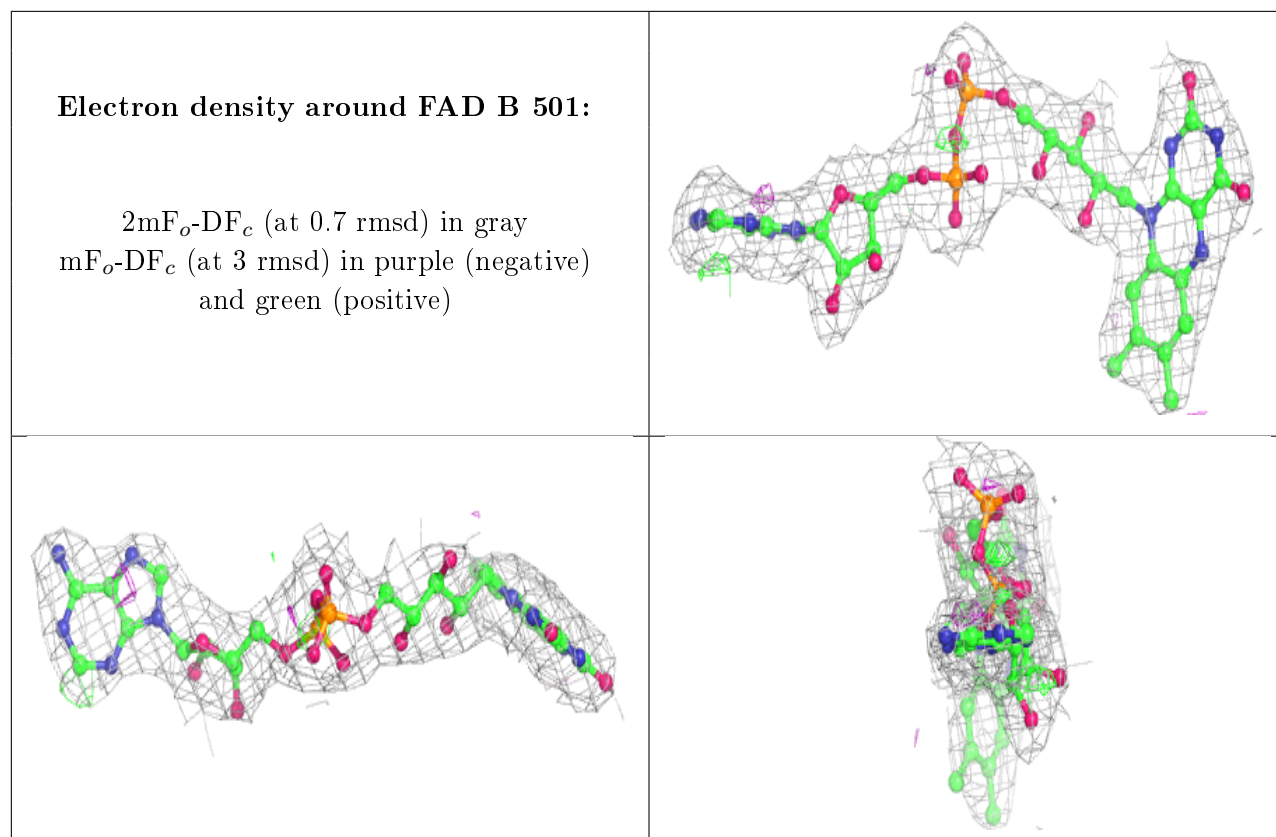 Electron density around FAD B 501:
2mFₒ-DF𝒸 (at 0.7 rmsd) in gray
mFₒ-DF𝒸 (at 3 rmsd) in purple (negative)
and green (positive)